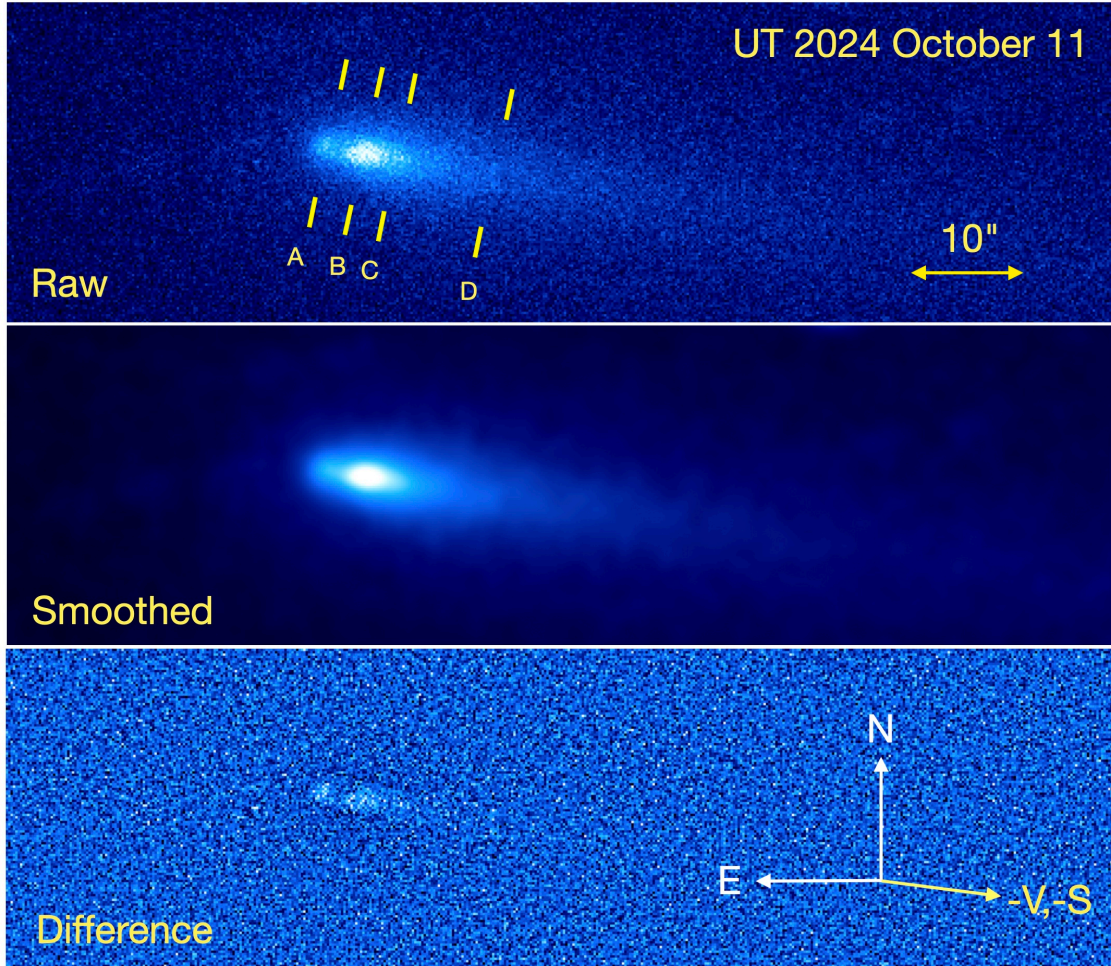 UT 2024 October 11
A
B
C
D
10"
Raw
Smoothed
N
E
-V,-S
Difference